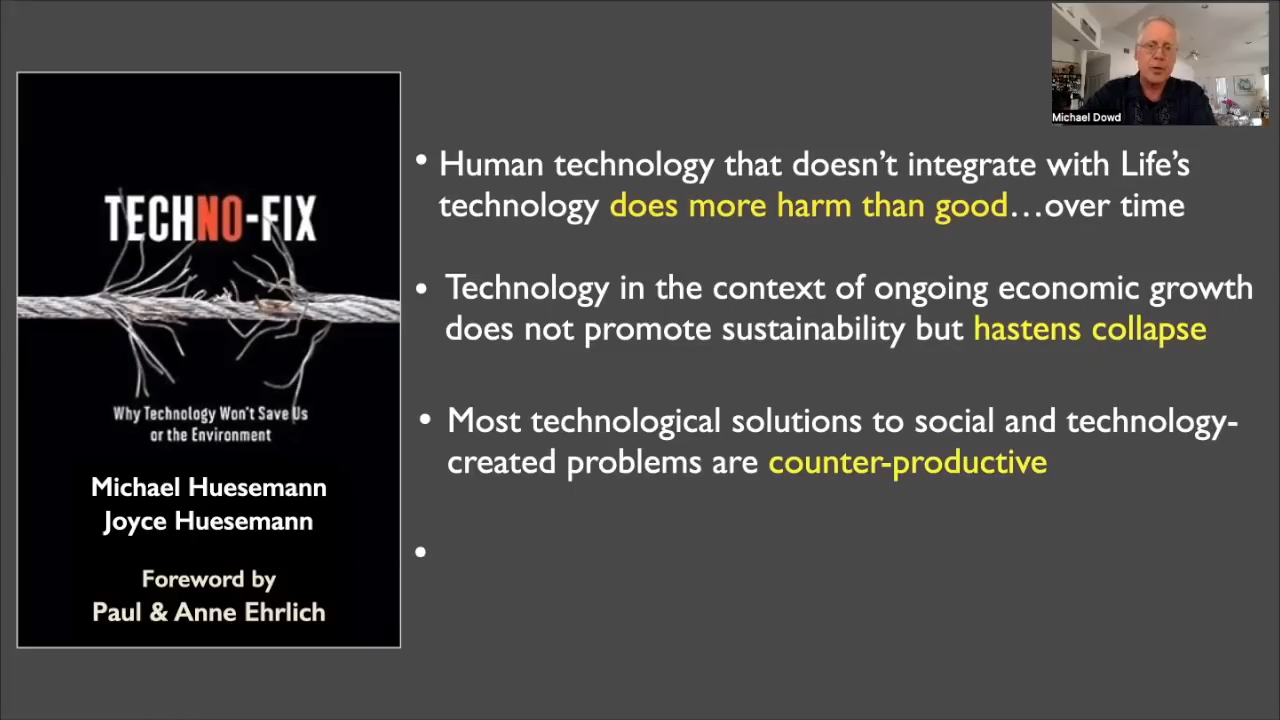 Michael Dowd
TECHNO-FIX
Why Technology Won't Save Us
or the Environment
Michael Huesemann
Joyce Huesemann
Foreword by
Paul & Anne Ehrlich
• Human technology that doesn't integrate with Life's
technology does more harm than good…over time
• Technology in the context of ongoing economic growth
does not promote sustainability but hastens collapse
• Most technological solutions to social and technology-
created problems are counter-productive
•